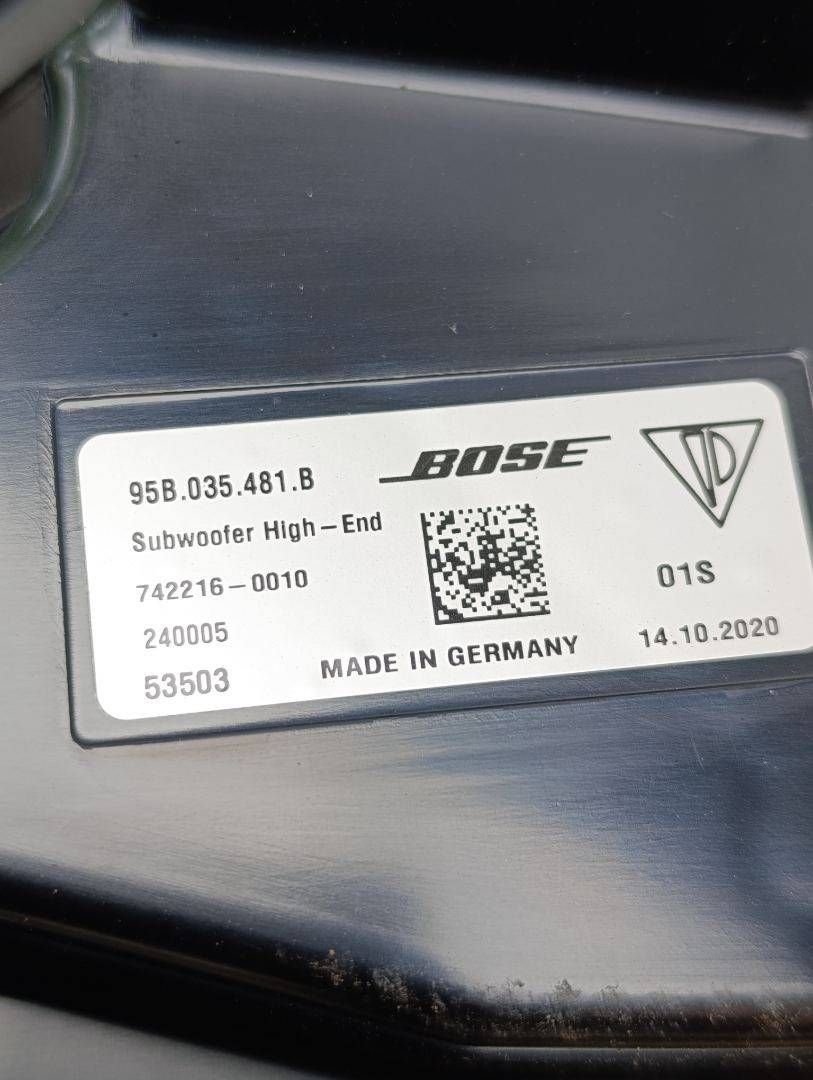 95B.035.481.B
BOSE
Subwoofer High-End
742216-0010
01S
240005
MADE IN GERMANY
14.10.2020
53503